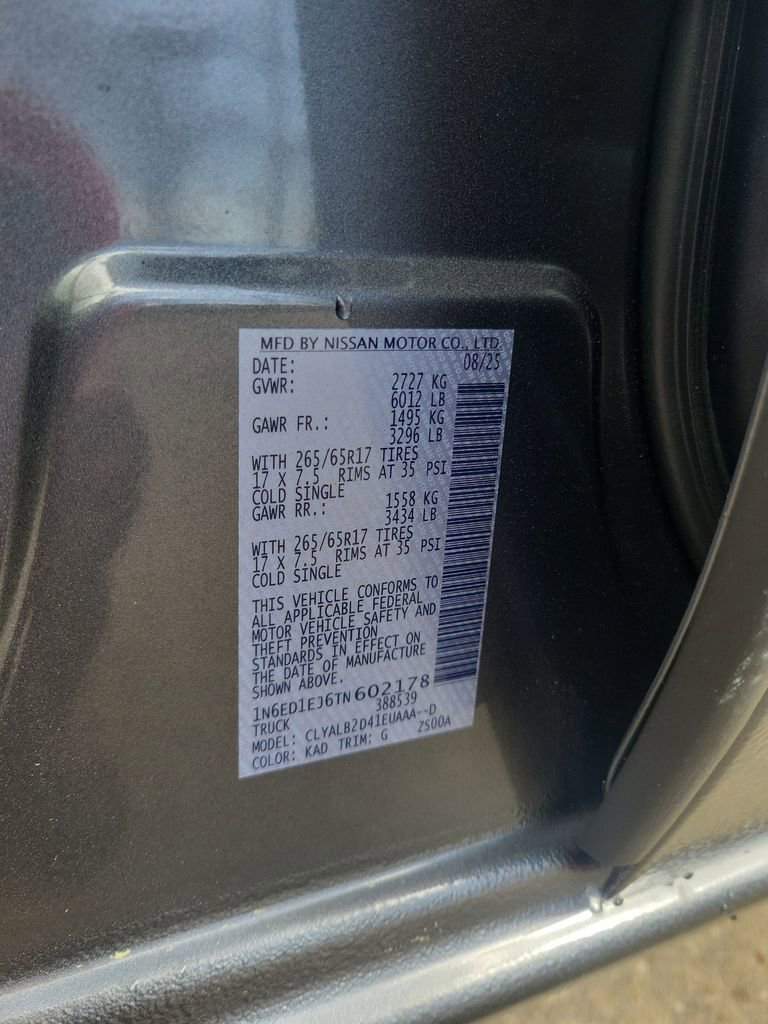 MFD BY NISSAN MOTOR CO., LTD.
DATE: 08/25
GVWR: 2727 KG
6012 LB
GAWR FR.: 1495 KG
3296 LB
WITH 265/65R17 TIRES
17 X 7.5 RIMS AT 35 PSI
COLD SINGLE
GAWR RR.: 1558 KG
3434 LB
WITH 265/65R17 TIRES
17 X 7.5 RIMS AT 35 PSI
COLD SINGLE
THIS VEHICLE CONFORMS TO
ALL APPLICABLE FEDERAL
MOTOR VEHICLE SAFETY AND
THEFT PREVENTION
STANDARDS IN EFFECT ON
THE DATE OF MANUFACTURE
SHOWN ABOVE.
1N6ED1EJ6TN602178
TRUCK 388539
MODEL: CLYALB2D41EUAAA--D
COLOR: KAD TRIM: G ZS00A